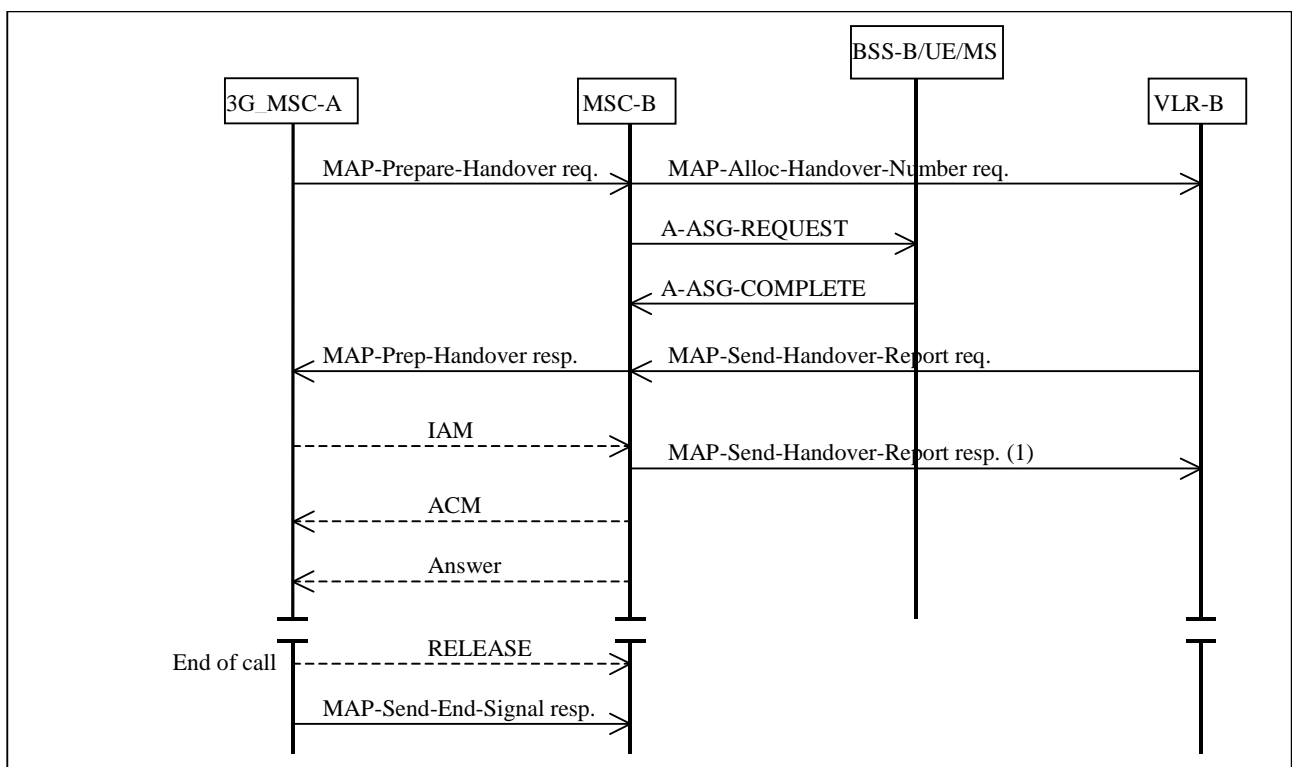 BSS-B/UE/MS
3G_MSC-A MSC-B VLR-B
MAP-Prepare-Handover req. MAP-Alloc-Handover-Number req.
A-ASG-REQUEST
A-ASG-COMPLETE
MAP-Prep-Handover resp. MAP-Send-Handover-Report req.
IAM
MAP-Send-Handover-Report resp. (1)
ACM
Answer
End of call RELEASE
MAP-Send-End-Signal resp.